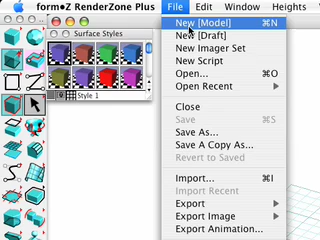 form•Z RenderZone Plus File Edit Windows Heights
Surface Styles
Style 1
New [Model] ⌘N
New [Draft]
New Imager Set
New Script
Open... ⌘O
Open Recent
Close
Save ⌘S
Save As...
Save A Copy As...
Revert to Saved
Import... ⌘I
Import Recent
Export
Export Image
Export Animation...